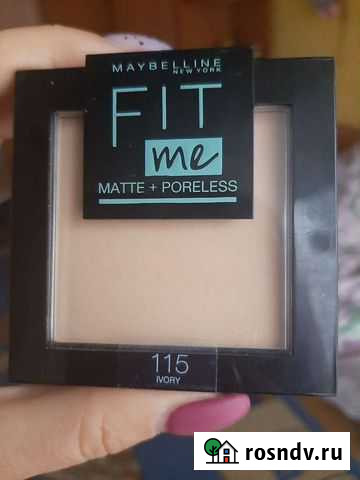 MAYBELLINE
NEW YORK
FIT
me
MATTE + PORELESS
115
IVORY
rosndv.ru